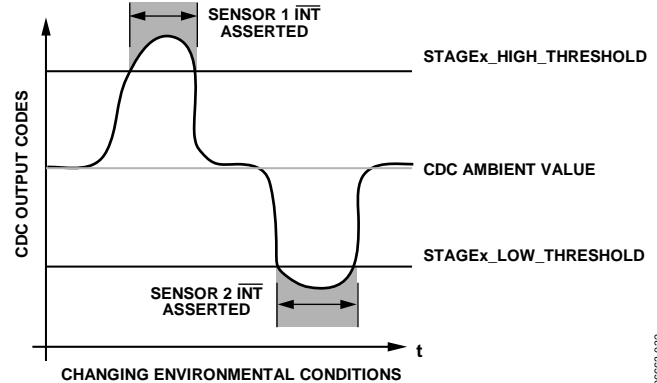 SENSOR 1 INT
ASSERTED
STAGEx_HIGH_THRESHOLD
CDC OUTPUT CODES
CDC AMBIENT VALUE
STAGEx_LOW_THRESHOLD
SENSOR 2 INT
ASSERTED
t
CHANGING ENVIRONMENTAL CONDITIONS